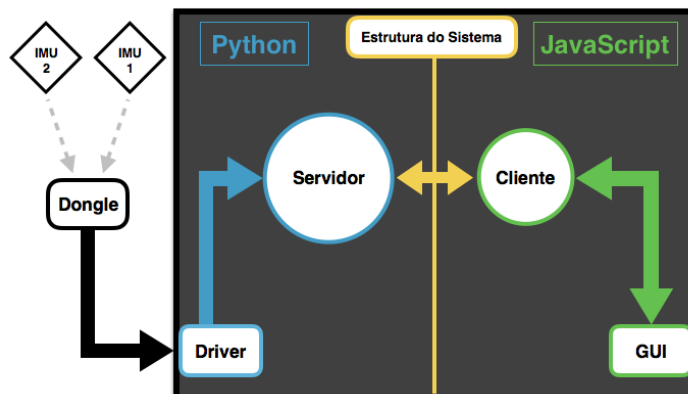 IMU
2
IMU
1
Python
Estrutura do Sistema
JavaScript
Servidor
Cliente
Dongle
Driver
GUI